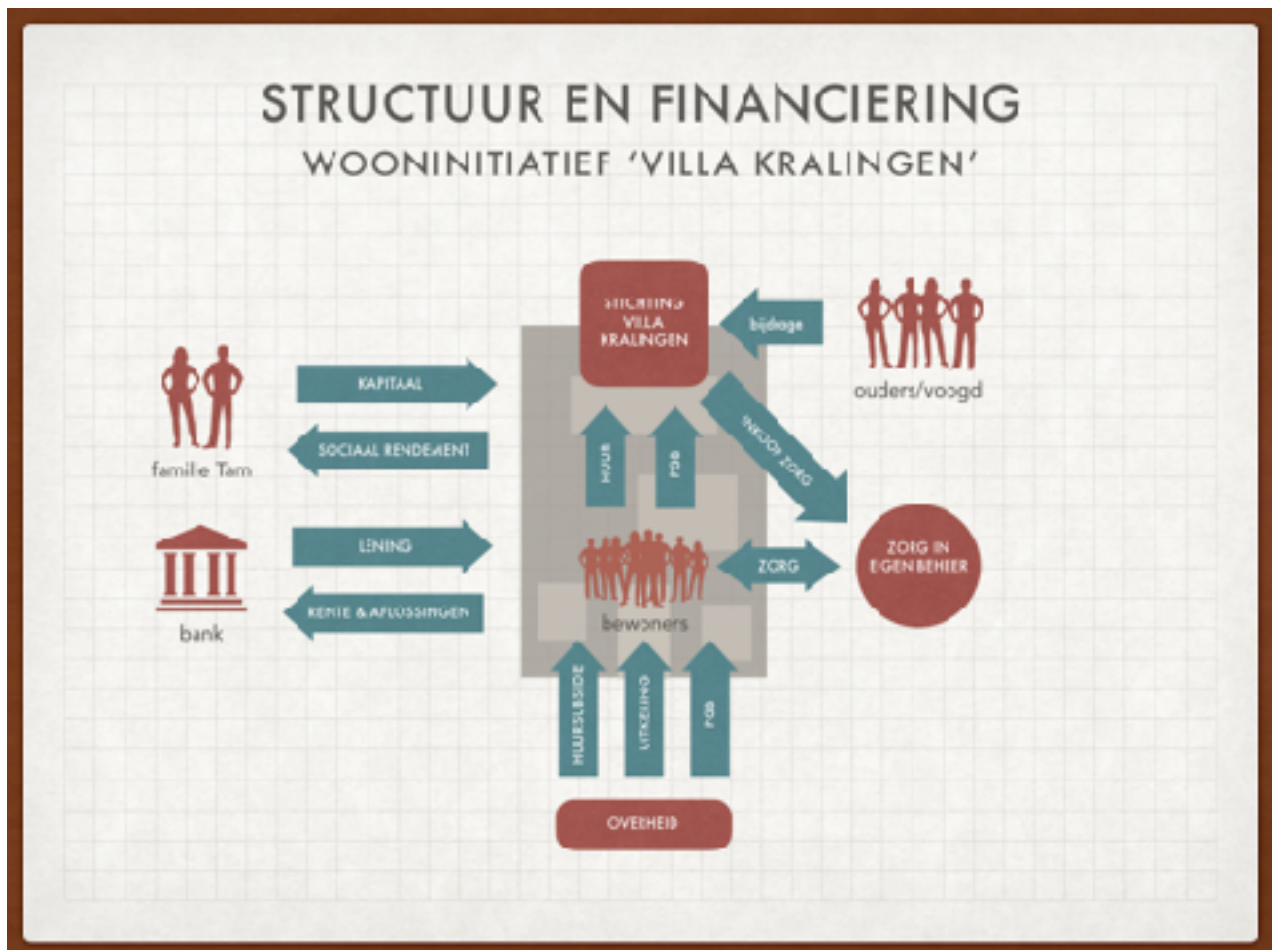 STRUCTUUR EN FINANCIERING
WOONINITIATIEF 'VILLA KRALINGEN'
STICHTING
VILLA
KRALINGEN
bijdrage
ouders/voogd
KAPITAAL
SOCIAAL RENDEMENT
familie Tam
HUUR
PGB
INKOOP ZORG
LENING
RENTE & AFLOSSINGEN
bank
bewoners
ZORG
ZORG IN
EIGEN BEHEER
HUURSUBSIDIE
UITKERING
PGB
OVERHEID